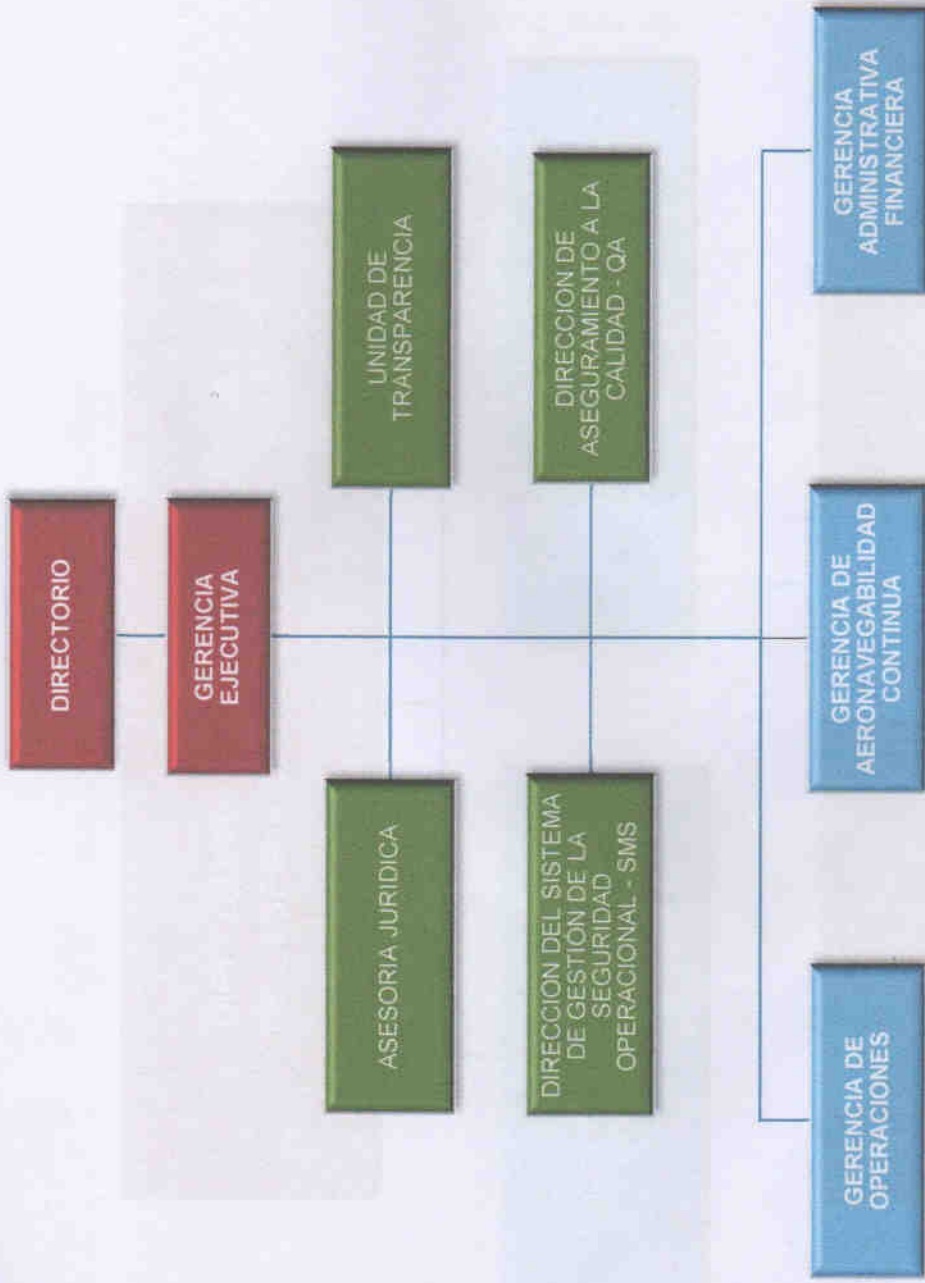 DIRECTORIO
GERENCIA
EJECUTIVA
ASESORIA JURIDICA
UNIDAD DE
TRANSPARENCIA
DIRECCION DEL SISTEMA
DE GESTIÓN DE LA
SEGURIDAD
OPERACIONAL - SMS
DIRECCION DE
ASEGURAMIENTO A LA
CALIDAD - QA
GERENCIA DE
OPERACIONES
GERENCIA DE
AERONAVEGABILIDAD
CONTINUA
GERENCIA
ADMINISTRATIVA
FINANCIERA